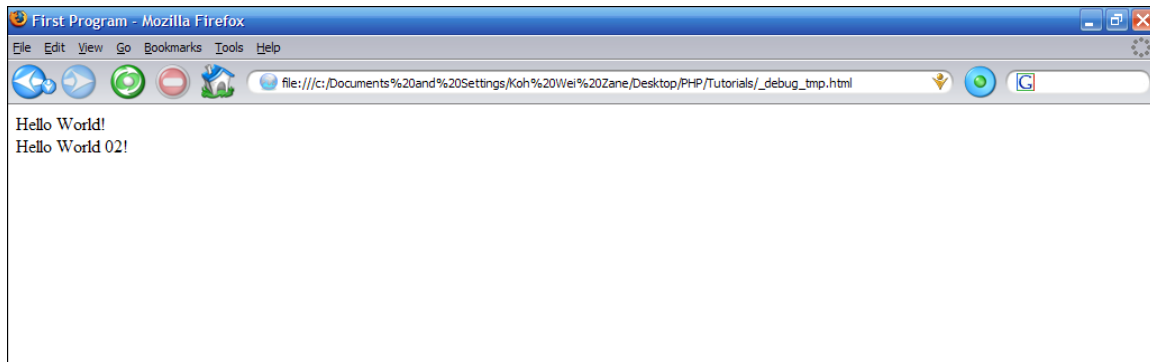 First Program - Mozilla Firefox
File Edit View Go Bookmarks Tools Help
file:///c:/Documents%20and%20Settings/Koh%20Wei%20Zane/Desktop/PHP/Tutorials/_debug_tmp.html
G
Hello World!
Hello World 02!